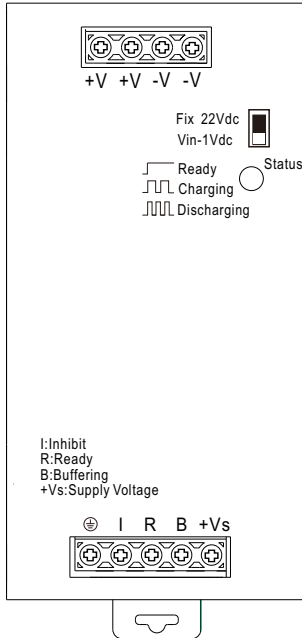 +V +V -V -V
Fix 22Vdc
Vin-1Vdc
Status
Ready
Charging
Discharging
I:Inhibit
R:Ready
B:Buffering
+Vs:Supply Voltage
I R B +Vs